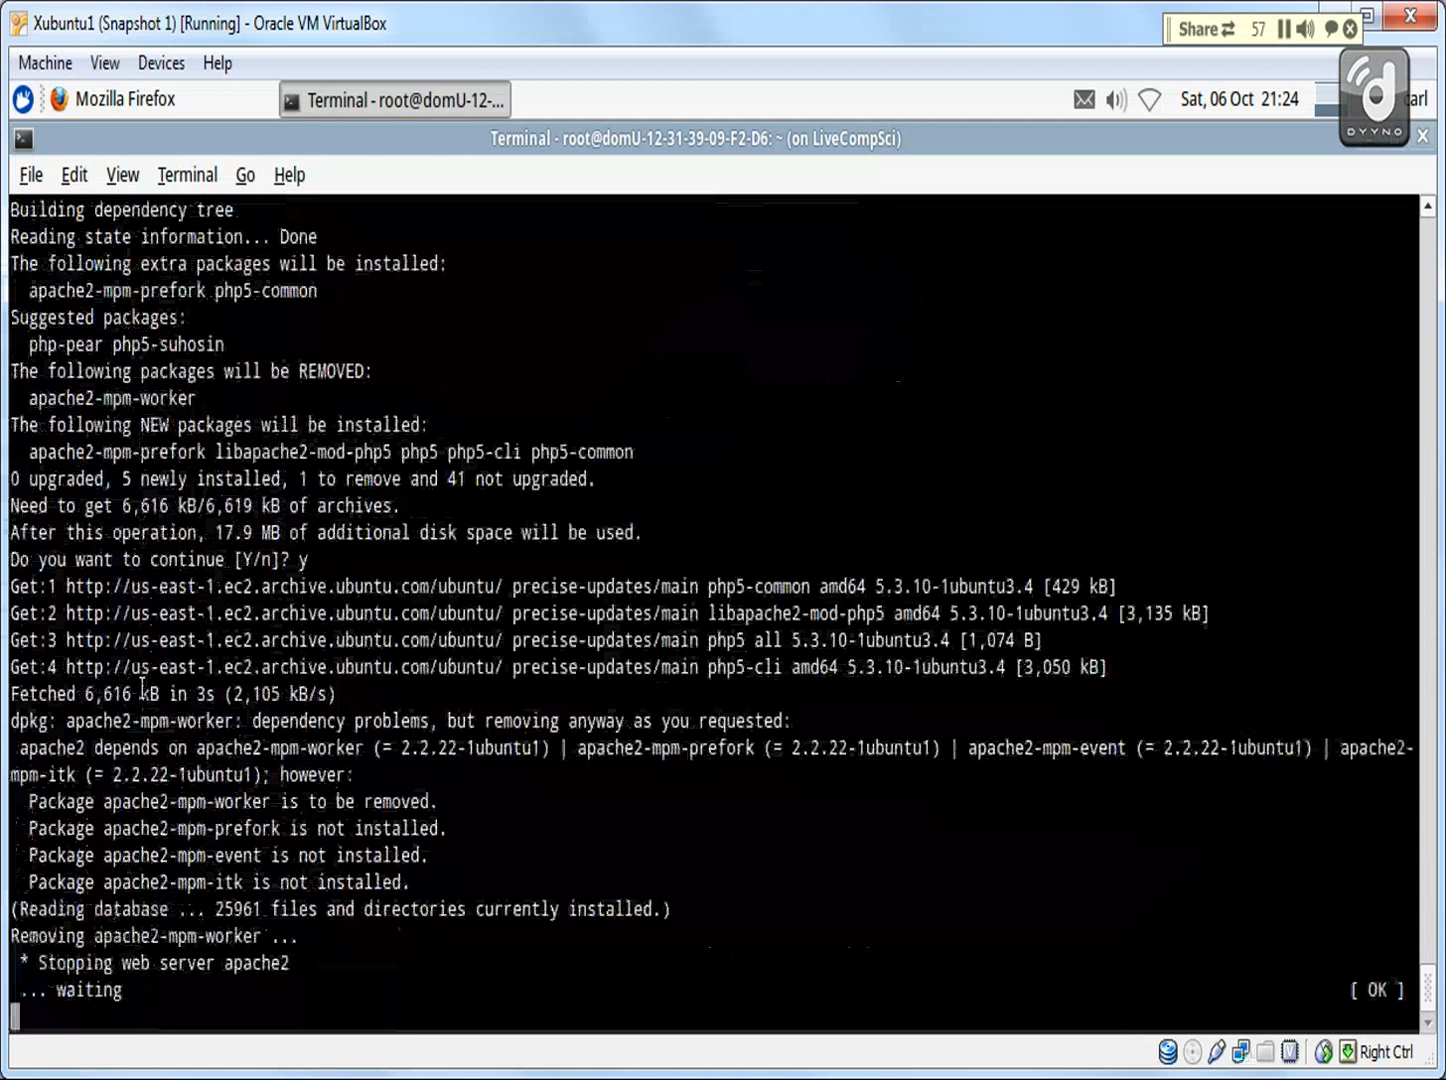 Xubuntu1 (Snapshot 1) [Running] - Oracle VM VirtualBox
Share 57
Machine View Devices Help
Mozilla Firefox
Terminal - root@domU-12-...
Sat, 06 Oct 21:24
arl
DYYNO
Terminal - root@domU-12-31-39-09-F2-D6: ~ (on LiveCompSci)
File Edit View Terminal Go Help
Building dependency tree
Reading state information... Done
The following extra packages will be installed:
apache2-mpm-prefork php5-common
Suggested packages:
php-pear php5-suhosin
The following packages will be REMOVED:
apache2-mpm-worker
The following NEW packages will be installed:
apache2-mpm-prefork libapache2-mod-php5 php5 php5-cli php5-common
0 upgraded, 5 newly installed, 1 to remove and 41 not upgraded.
Need to get 6,616 kB/6,619 kB of archives.
After this operation, 17.9 MB of additional disk space will be used.
Do you want to continue [Y/n]? y
Get:1 http://us-east-1.ec2.archive.ubuntu.com/ubuntu/ precise-updates/main php5-common amd64 5.3.10-1ubuntu3.4 [429 kB]
Get:2 http://us-east-1.ec2.archive.ubuntu.com/ubuntu/ precise-updates/main libapache2-mod-php5 amd64 5.3.10-1ubuntu3.4 [3,135 kB]
Get:3 http://us-east-1.ec2.archive.ubuntu.com/ubuntu/ precise-updates/main php5 all 5.3.10-1ubuntu3.4 [1,074 B]
Get:4 http://us-east-1.ec2.archive.ubuntu.com/ubuntu/ precise-updates/main php5-cli amd64 5.3.10-1ubuntu3.4 [3,050 kB]
Fetched 6,616 kB in 3s (2,105 kB/s)
dpkg: apache2-mpm-worker: dependency problems, but removing anyway as you requested:
apache2 depends on apache2-mpm-worker (= 2.2.22-1ubuntu1) | apache2-mpm-prefork (= 2.2.22-1ubuntu1) | apache2-mpm-event (= 2.2.22-1ubuntu1) | apache2-
mpm-itk (= 2.2.22-1ubuntu1); however:
Package apache2-mpm-worker is to be removed.
Package apache2-mpm-prefork is not installed.
Package apache2-mpm-event is not installed.
Package apache2-mpm-itk is not installed.
(Reading database ... 25961 files and directories currently installed.)
Removing apache2-mpm-worker ...
* Stopping web server apache2
... waiting [ OK ]
Right Ctrl